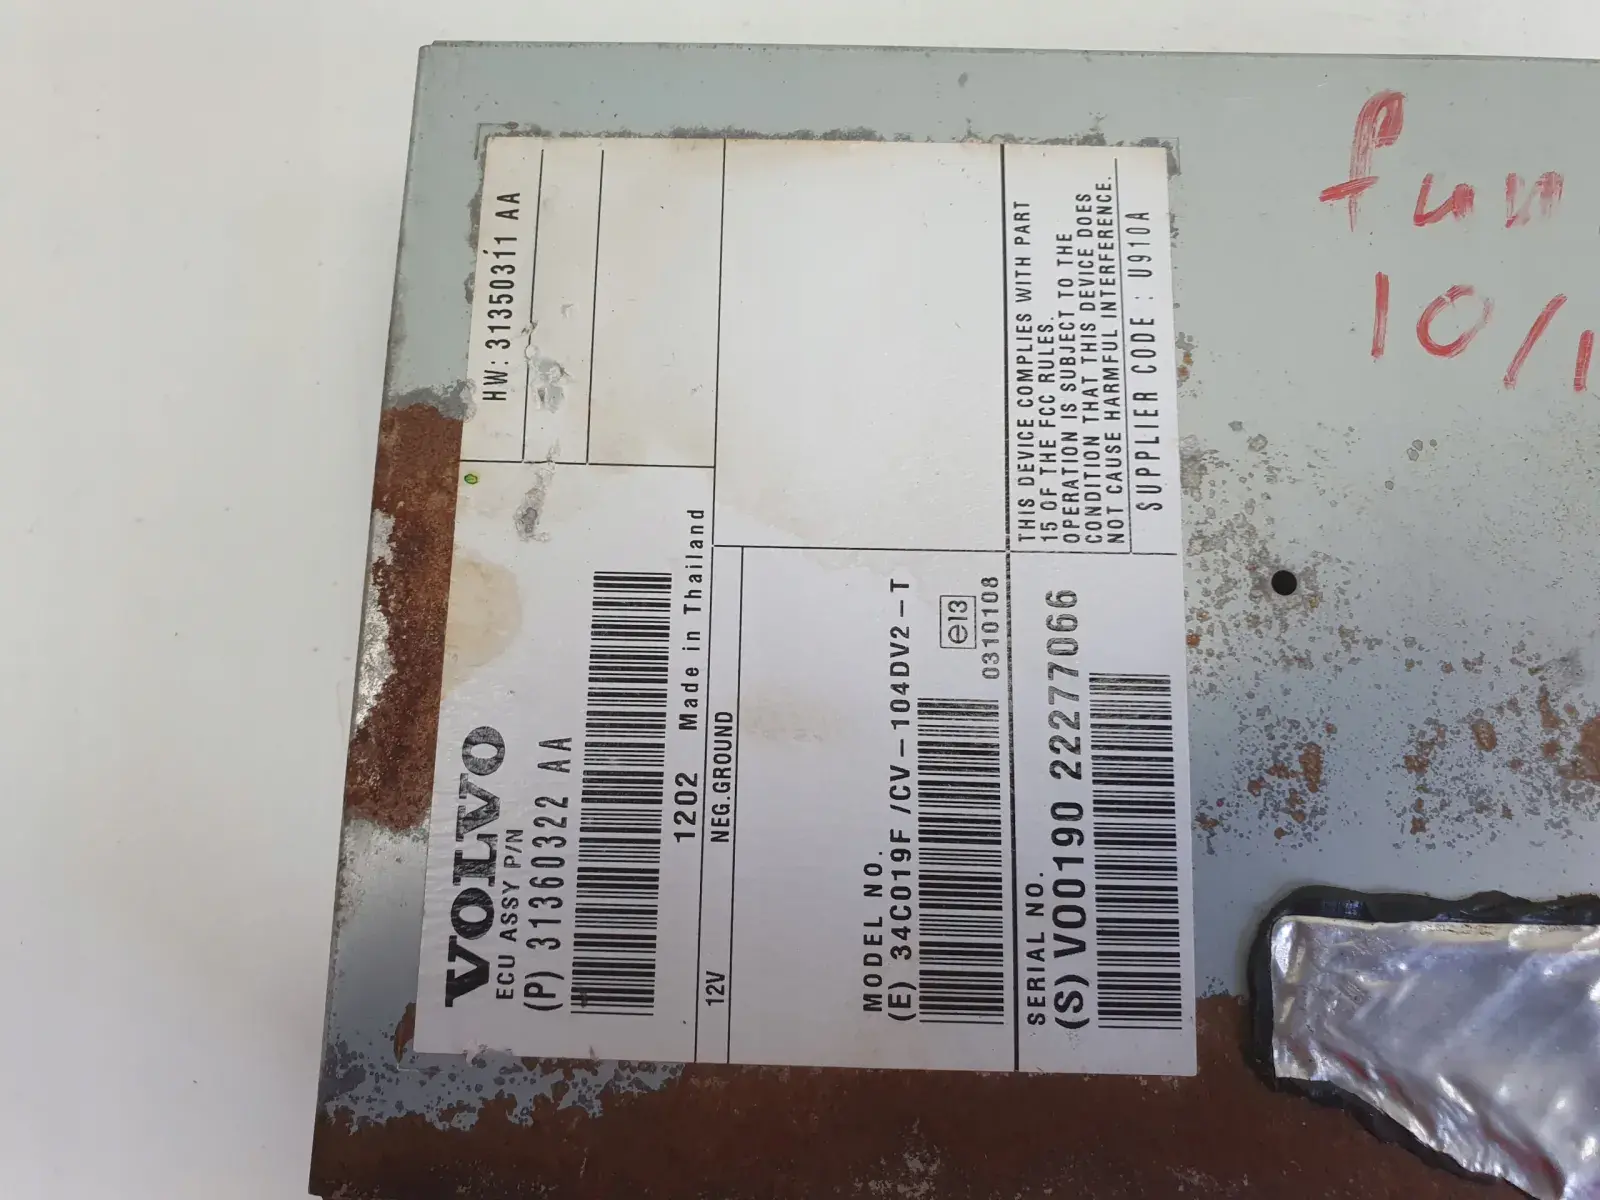 VOLVO
ECU ASSY P/N
(P) 31360322 AA
1202 Made in Thailand
12V NEG.GROUND
MODEL NO.
(E) 34C019F /CV-104DV2-T
e13
0310108
SERIAL NO.
(S) V00190 22277066
HW: 31350311 AA
THIS DEVICE COMPLIES WITH PART
15 OF THE FCC RULES.
OPERATION IS SUBJECT TO THE
CONDITION THAT THIS DEVICE DOES
NOT CAUSE HARMFUL INTERFERENCE.
SUPPLIER CODE : U910A
10/1